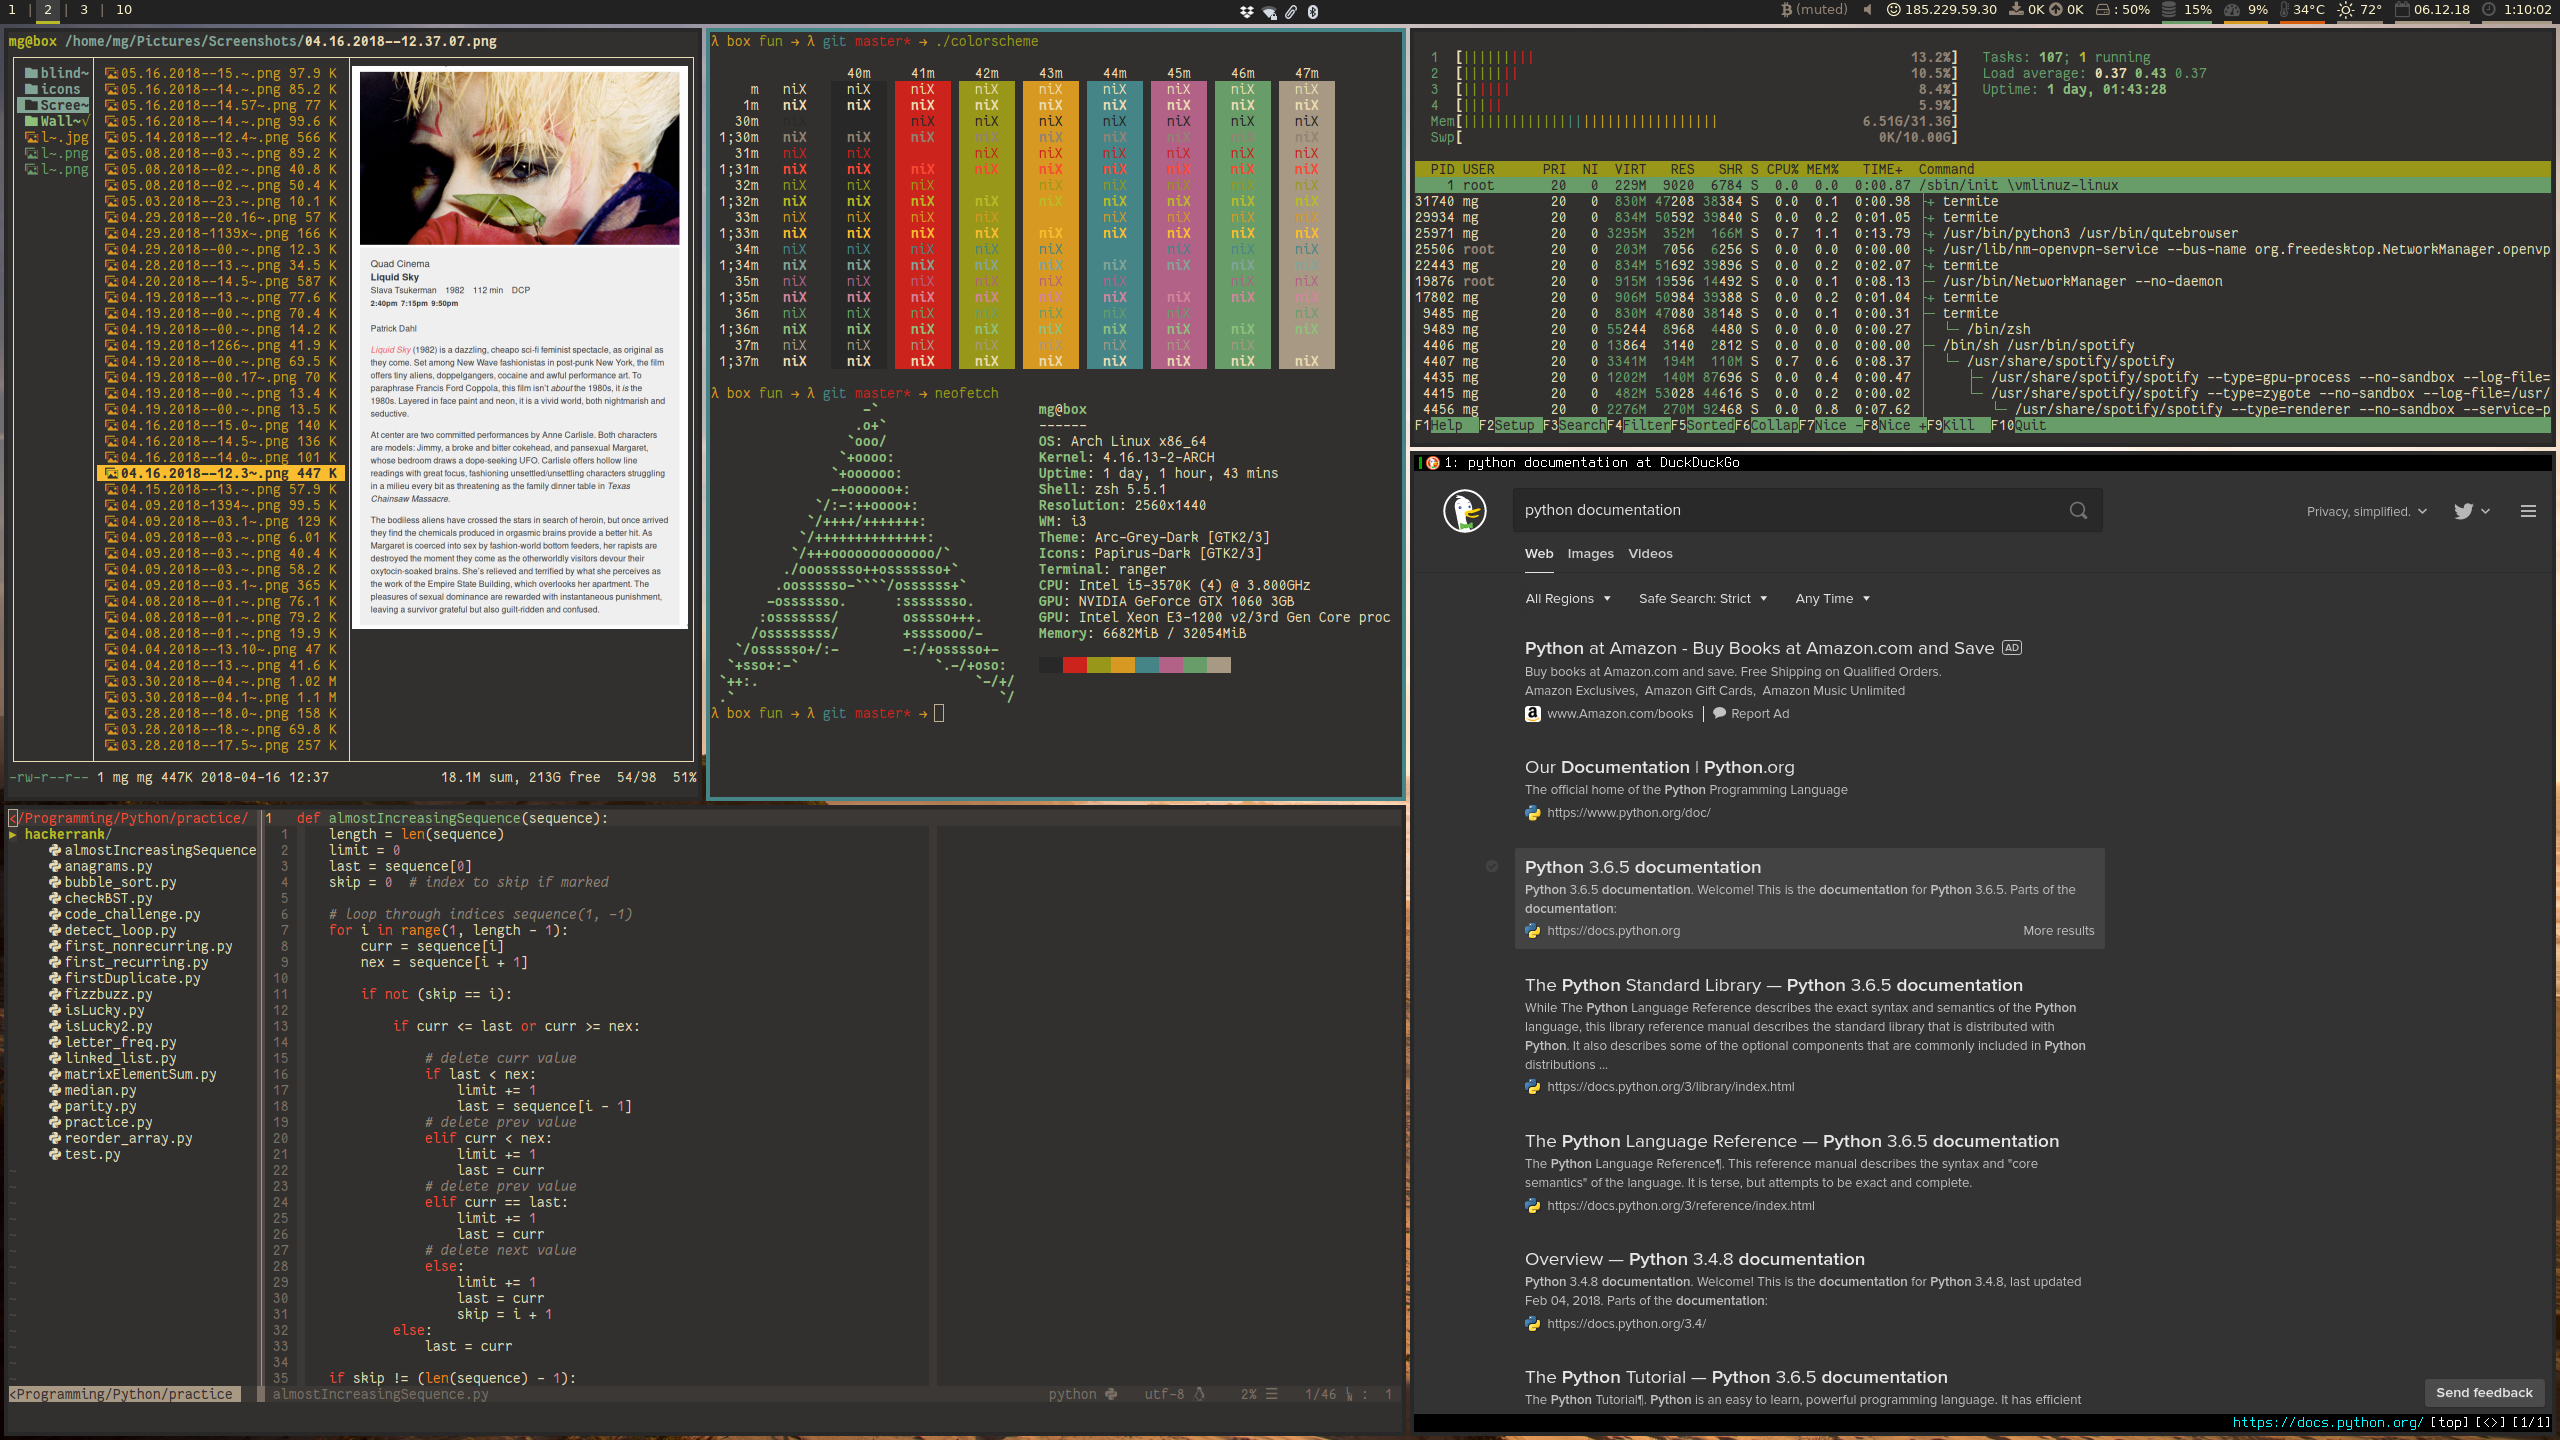 1 | 2 | 3 | 10
(muted) 185.229.59.30 0K 0K : 50% 15% 9% 34°C 72° 06.12.18 1:10:02
mg@box /home/mg/Pictures/Screenshots/04.16.2018--12.37.07.png
blind~
icons
Scree~
Wall~√
l~.jpg
l~.png
l~.png
05.16.2018--15.~.png 97.9 K
05.16.2018--14.~.png 85.2 K
05.16.2018--14.57~.png 77 K
05.16.2018--14.~.png 99.6 K
05.14.2018--12.4~.png 566 K
05.08.2018--03.~.png 89.2 K
05.08.2018--02.~.png 40.8 K
05.08.2018--02.~.png 50.4 K
05.03.2018--23.~.png 10.1 K
04.29.2018--20.16~.png 57 K
04.29.2018-1139x~.png 166 K
04.29.2018--00.~.png 12.3 K
04.28.2018--13.~.png 34.5 K
04.20.2018--14.5~.png 587 K
04.19.2018--13.~.png 77.6 K
04.19.2018--00.~.png 70.4 K
04.19.2018--00.~.png 14.2 K
04.19.2018-1266~.png 41.9 K
04.19.2018--00.~.png 69.5 K
04.19.2018--00.17~.png 70 K
04.19.2018--00.~.png 13.4 K
04.19.2018--00.~.png 13.5 K
04.16.2018--15.0~.png 140 K
04.16.2018--14.5~.png 136 K
04.16.2018--14.0~.png 101 K
04.16.2018--12.3~.png 447 K
04.15.2018--13.~.png 57.9 K
04.09.2018-1394~.png 99.5 K
04.09.2018--03.1~.png 129 K
04.09.2018--03.~.png 6.01 K
04.09.2018--03.~.png 40.4 K
04.09.2018--03.~.png 58.2 K
04.09.2018--03.1~.png 365 K
04.08.2018--01.~.png 76.1 K
04.08.2018--01.~.png 79.2 K
04.08.2018--01.~.png 19.9 K
04.04.2018--13.10~.png 47 K
04.04.2018--13.~.png 41.6 K
03.30.2018--04.~.png 1.02 M
03.30.2018--04.1~.png 1.1 M
03.28.2018--18.0~.png 158 K
03.28.2018--18.~.png 69.8 K
03.28.2018--17.5~.png 257 K
Quad Cinema
Liquid Sky
Slava Tsukerman 1982 112 min DCP
2:40pm 7:15pm 9:50pm
Patrick Dahl
Liquid Sky (1982) is a dazzling, cheapo sci-fi feminist spectacle, as original as
they come. Set among New Wave fashionistas in post-punk New York, the film
offers tiny aliens, doppelgangers, cocaine and awful performance art. To
paraphrase Francis Ford Coppola, this film isn't about the 1980s, it is the
1980s. Layered in face paint and neon, it is a vivid world, both nightmarish and
seductive.
At center are two committed performances by Anne Carlisle. Both characters
are models: Jimmy, a broke and bitter cokehead, and pansexual Margaret,
whose bedroom draws a dope-seeking UFO. Carlisle offers hollow line
readings with great focus, fashioning unsettled/unsettling characters struggling
in a milieu every bit as threatening as the family dinner table in Texas
Chainsaw Massacre.
The bodiless aliens have crossed the stars in search of heroin, but once arrived
they find the chemicals produced in orgasmic brains provide a better hit. As
Margaret is coerced into sex by fashion-world bottom feeders, her rapists are
destroyed the moment they come as the otherworldly visitors devour their
oxytocin-soaked brains. She's relieved and terrified by what she perceives as
the work of the Empire State Building, which overlooks her apartment. The
pleasures of sexual dominance are rewarded with instantaneous punishment,
leaving a survivor grateful but also guilt-ridden and confused.
-rw-r--r-- 1 mg mg 447K 2018-04-16 12:37 18.1M sum, 213G free 54/98 51%
λ box fun → λ git master* → ./colorscheme
40m 41m 42m 43m 44m 45m 46m 47m
m niX niX niX niX niX niX niX niX niX
1m niX niX niX niX niX niX niX niX niX
30m niX niX niX niX niX niX niX niX
1;30m niX niX niX niX niX niX niX niX niX
31m niX niX niX niX niX niX niX niX
1;31m niX niX niX niX niX niX niX niX niX
32m niX niX niX niX niX niX niX niX
1;32m niX niX niX niX niX niX niX niX niX
33m niX niX niX niX niX niX niX niX
1;33m niX niX niX niX niX niX niX niX niX
34m niX niX niX niX niX niX niX niX
1;34m niX niX niX niX niX niX niX niX niX
35m niX niX niX niX niX niX niX niX
1;35m niX niX niX niX niX niX niX niX niX
36m niX niX niX niX niX niX niX niX
1;36m niX niX niX niX niX niX niX niX niX
37m niX niX niX niX niX niX niX niX
1;37m niX niX niX niX niX niX niX niX niX
λ box fun → λ git master* → neofetch
mg@box
------
OS: Arch Linux x86_64
Kernel: 4.16.13-2-ARCH
Uptime: 1 day, 1 hour, 43 mins
Shell: zsh 5.5.1
Resolution: 2560x1440
WM: i3
Theme: Arc-Grey-Dark [GTK2/3]
Icons: Papirus-Dark [GTK2/3]
Terminal: ranger
CPU: Intel i5-3570K (4) @ 3.800GHz
GPU: NVIDIA GeForce GTX 1060 3GB
GPU: Intel Xeon E3-1200 v2/3rd Gen Core proc
Memory: 6682MiB / 32054MiB
λ box fun → λ git master* →
1 [||||||||| 13.2%] Tasks: 107; 1 running
2 [||||||| 10.5%] Load average: 0.37 0.43 0.37
3 [|||||| 8.4%] Uptime: 1 day, 01:43:28
4 [||||| 5.9%]
Mem[|||||||||||||||||||||||||||||||| 6.51G/31.3G]
Swp[ 0K/10.00G]
PID USER PRI NI VIRT RES SHR S CPU% MEM% TIME+ Command
1 root 20 0 229M 9020 6784 S 0.0 0.0 0:00.87 /sbin/init \vmlinuz-linux
31740 mg 20 0 830M 47208 38384 S 0.0 0.1 0:00.98 ├+ termite
29934 mg 20 0 834M 50592 39840 S 0.0 0.2 0:01.05 ├+ termite
25971 mg 20 0 3295M 352M 166M S 0.7 1.1 0:13.79 ├+ /usr/bin/python3 /usr/bin/qutebrowser
25506 root 20 0 203M 7056 6256 S 0.0 0.0 0:00.00 ├+ /usr/lib/nm-openvpn-service --bus-name org.freedesktop.NetworkManager.openvp
22443 mg 20 0 834M 51692 39896 S 0.0 0.2 0:02.07 ├+ termite
19876 root 20 0 915M 19596 14492 S 0.0 0.1 0:08.13 ├─ /usr/bin/NetworkManager --no-daemon
17802 mg 20 0 906M 50984 39388 S 0.0 0.2 0:01.04 ├+ termite
9485 mg 20 0 830M 47080 38148 S 0.0 0.1 0:00.31 ├─ termite
9489 mg 20 0 55244 8968 4480 S 0.0 0.0 0:00.27 │ └─ /bin/zsh
4406 mg 20 0 13864 3140 2812 S 0.0 0.0 0:00.00 ├─ /bin/sh /usr/bin/spotify
4407 mg 20 0 3341M 194M 110M S 0.7 0.6 0:08.37 │ └─ /usr/share/spotify/spotify
4435 mg 20 0 1202M 140M 87696 S 0.0 0.4 0:00.47 │ ├─ /usr/share/spotify/spotify --type=gpu-process --no-sandbox --log-file=
4415 mg 20 0 482M 53028 44616 S 0.0 0.2 0:00.02 │ └─ /usr/share/spotify/spotify --type=zygote --no-sandbox --log-file=/usr/
4456 mg 20 0 2276M 270M 92468 S 0.0 0.8 0:07.62 │ └─ /usr/share/spotify/spotify --type=renderer --no-sandbox --service-p
F1Help F2Setup F3SearchF4FilterF5SortedF6CollapF7Nice -F8Nice +F9Kill F10Quit
1: python documentation at DuckDuckGo
python documentation
Privacy, simplified.
Web Images Videos
All Regions Safe Search: Strict Any Time
Python at Amazon - Buy Books at Amazon.com and Save AD
Buy books at Amazon.com and save. Free Shipping on Qualified Orders.
Amazon Exclusives, Amazon Gift Cards, Amazon Music Unlimited
www.Amazon.com/books | Report Ad
Our Documentation | Python.org
The official home of the Python Programming Language
https://www.python.org/doc/
Python 3.6.5 documentation
Python 3.6.5 documentation. Welcome! This is the documentation for Python 3.6.5. Parts of the
documentation:
https://docs.python.org More results
The Python Standard Library — Python 3.6.5 documentation
While The Python Language Reference describes the exact syntax and semantics of the Python
language, this library reference manual describes the standard library that is distributed with
Python. It also describes some of the optional components that are commonly included in Python
distributions ...
https://docs.python.org/3/library/index.html
The Python Language Reference — Python 3.6.5 documentation
The Python Language Reference¶. This reference manual describes the syntax and "core
semantics" of the language. It is terse, but attempts to be exact and complete.
https://docs.python.org/3/reference/index.html
Overview — Python 3.4.8 documentation
Python 3.4.8 documentation. Welcome! This is the documentation for Python 3.4.8, last updated
Feb 04, 2018. Parts of the documentation:
https://docs.python.org/3.4/
The Python Tutorial — Python 3.6.5 documentation
The Python Tutorial¶. Python is an easy to learn, powerful programming language. It has efficient
Send feedback
https://docs.python.org/ [top] [<>] [1/1]
</Programming/Python/practice/
▸ hackerrank/
almostIncreasingSequence
anagrams.py
bubble_sort.py
checkBST.py
code_challenge.py
detect_loop.py
first_nonrecurring.py
first_recurring.py
firstDuplicate.py
fizzbuzz.py
isLucky.py
isLucky2.py
letter_freq.py
linked_list.py
matrixElementSum.py
median.py
parity.py
practice.py
reorder_array.py
test.py
<Programming/Python/practice
1 def almostIncreasingSequence(sequence):
1 length = len(sequence)
2 limit = 0
3 last = sequence[0]
4 skip = 0 # index to skip if marked
5
6 # loop through indices sequence(1, -1)
7 for i in range(1, length - 1):
8 curr = sequence[i]
9 nex = sequence[i + 1]
10
11 if not (skip == i):
12
13 if curr <= last or curr >= nex:
14
15 # delete curr value
16 if last < nex:
17 limit += 1
18 last = sequence[i - 1]
19 # delete prev value
20 elif curr < nex:
21 limit += 1
22 last = curr
23 # delete prev value
24 elif curr == last:
25 limit += 1
26 last = curr
27 # delete next value
28 else:
29 limit += 1
30 last = curr
31 skip = i + 1
32 else:
33 last = curr
34
35 if skip != (len(sequence) - 1):
almostIncreasingSequence.py python utf-8 2% ☰ 1/46 : 1